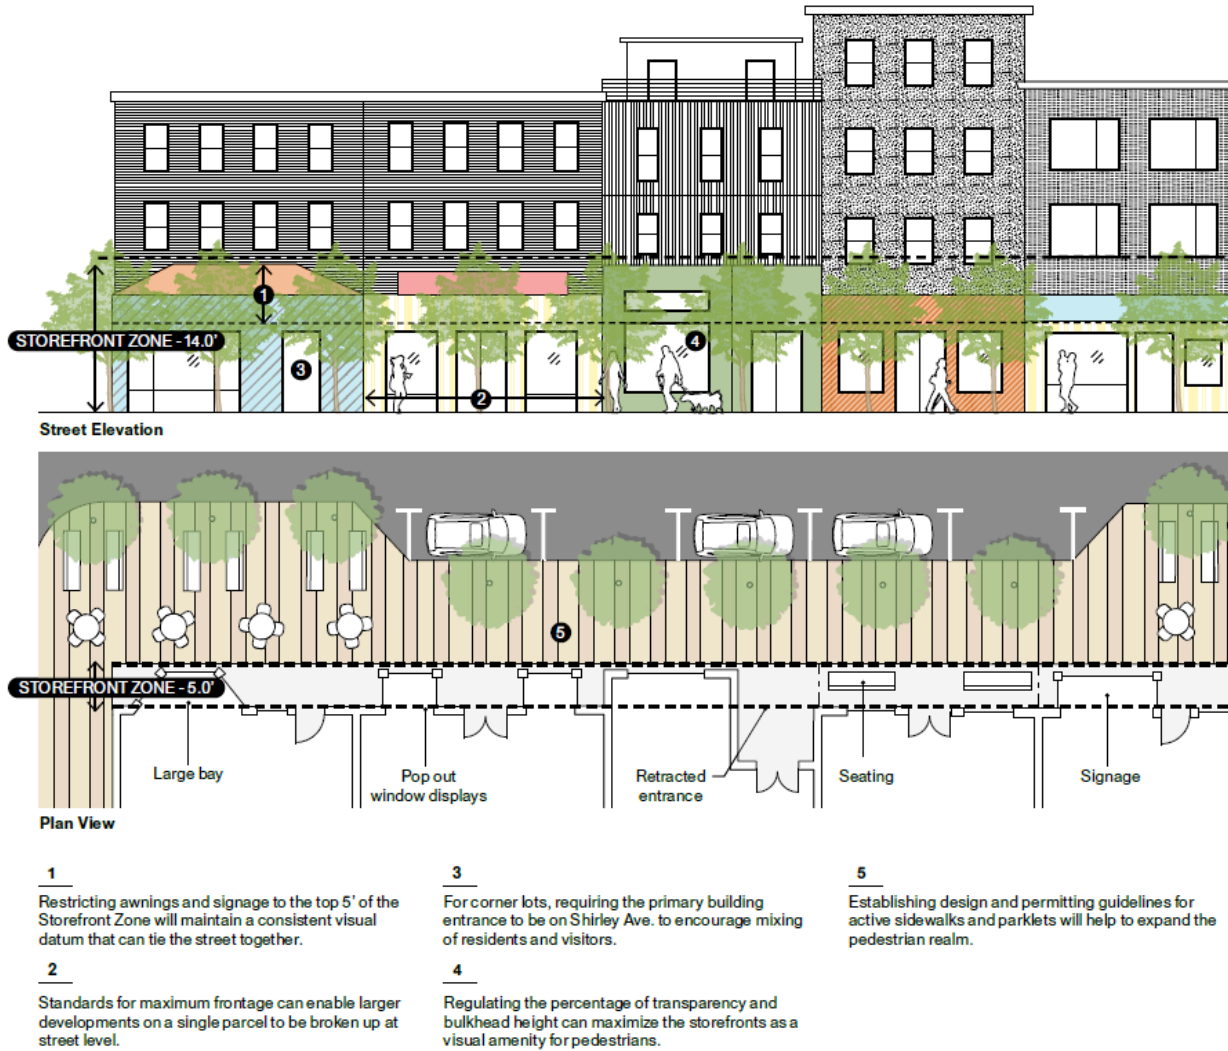 1
STOREFRONT ZONE - 14.0'
4
3
2
Street Elevation
5
STOREFRONT ZONE - 5.0'
Large bay
Pop out
window displays
Retracted
entrance
Seating
Signage
Plan View
1
Restricting awnings and signage to the top 5' of the
Storefront Zone will maintain a consistent visual
datum that can tie the street together.
2
Standards for maximum frontage can enable larger
developments on a single parcel to be broken up at
street level.
3
For corner lots, requiring the primary building
entrance to be on Shirley Ave. to encourage mixing
of residents and visitors.
4
Regulating the percentage of transparency and
bulkhead height can maximize the storefronts as a
visual amenity for pedestrians.
5
Establishing design and permitting guidelines for
active sidewalks and parklets will help to expand the
pedestrian realm.